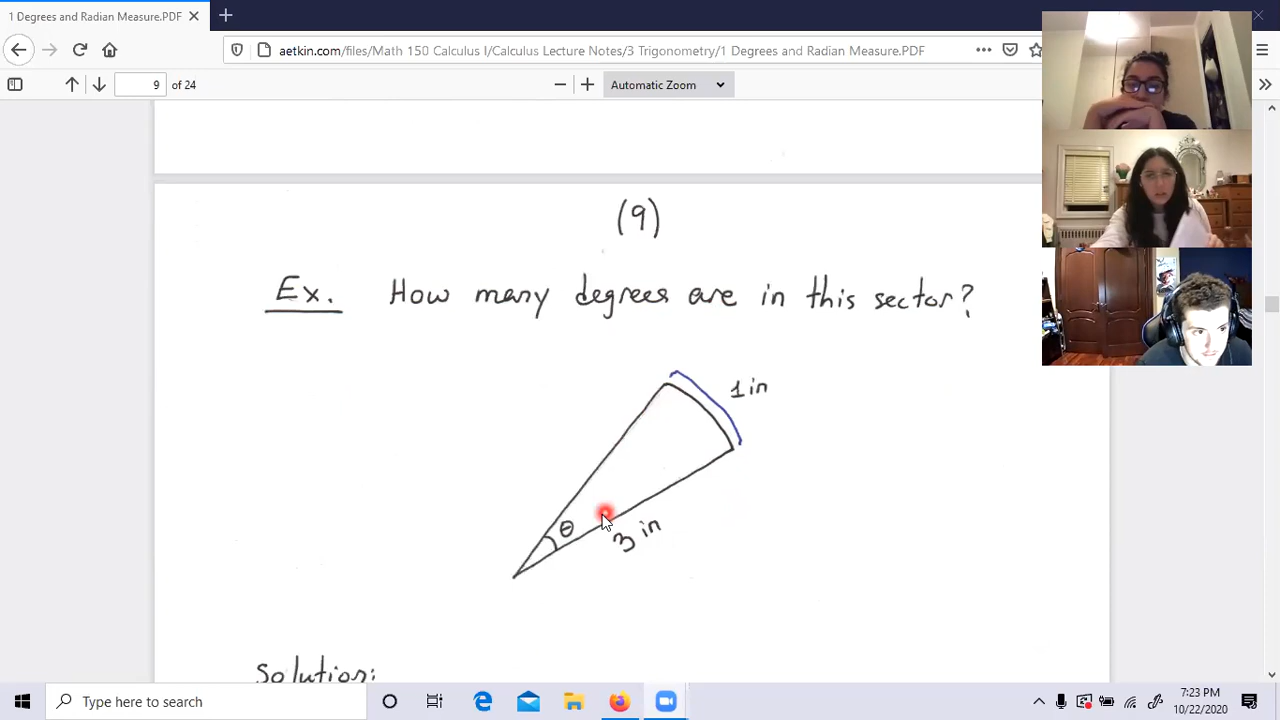 1 Degrees and Radian Measure.PDF
aetkin.com/files/Math 150 Calculus I/Calculus Lecture Notes/3 Trigonometry/1 Degrees and Radian Measure.PDF
9 of 24
Automatic Zoom
(9)
Ex. How many degrees are in this sector?
1 in
θ
3 in
Solution:
Type here to search
7:23 PM
10/22/2020